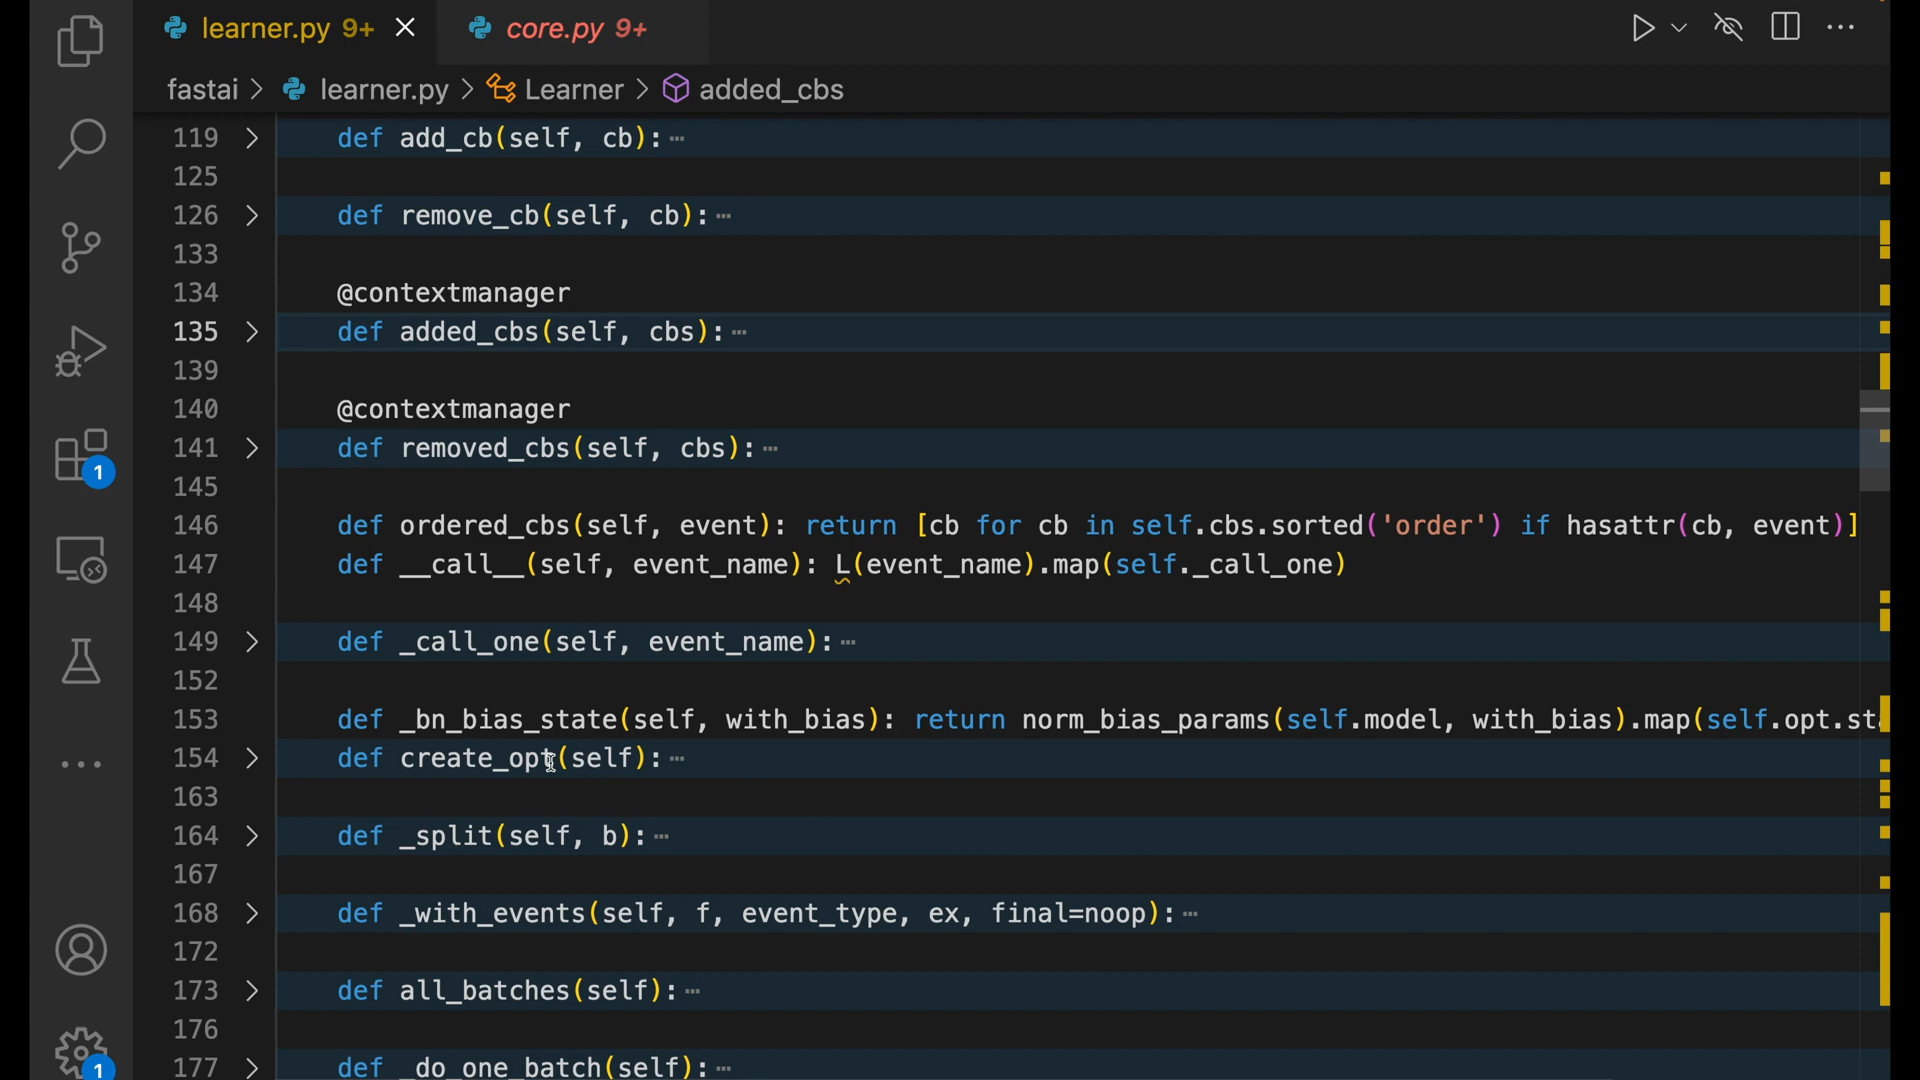 learner.py 9+ core.py 9+
fastai > learner.py > Learner > added_cbs
119 > def add_cb(self, cb):⋯
125
126 > def remove_cb(self, cb):⋯
133
134 @contextmanager
135 > def added_cbs(self, cbs):⋯
139
140 @contextmanager
141 > def removed_cbs(self, cbs):⋯
145
146 def ordered_cbs(self, event): return [cb for cb in self.cbs.sorted('order') if hasattr(cb, event)]
147 def __call__(self, event_name): L(event_name).map(self._call_one)
148
149 > def _call_one(self, event_name):⋯
152
153 def _bn_bias_state(self, with_bias): return norm_bias_params(self.model, with_bias).map(self.opt.sta
154 > def create_opt(self):⋯
163
164 > def _split(self, b):⋯
167
168 > def _with_events(self, f, event_type, ex, final=noop):⋯
172
173 > def all_batches(self):⋯
176
177 > def _do_one_batch(self):⋯
1
1